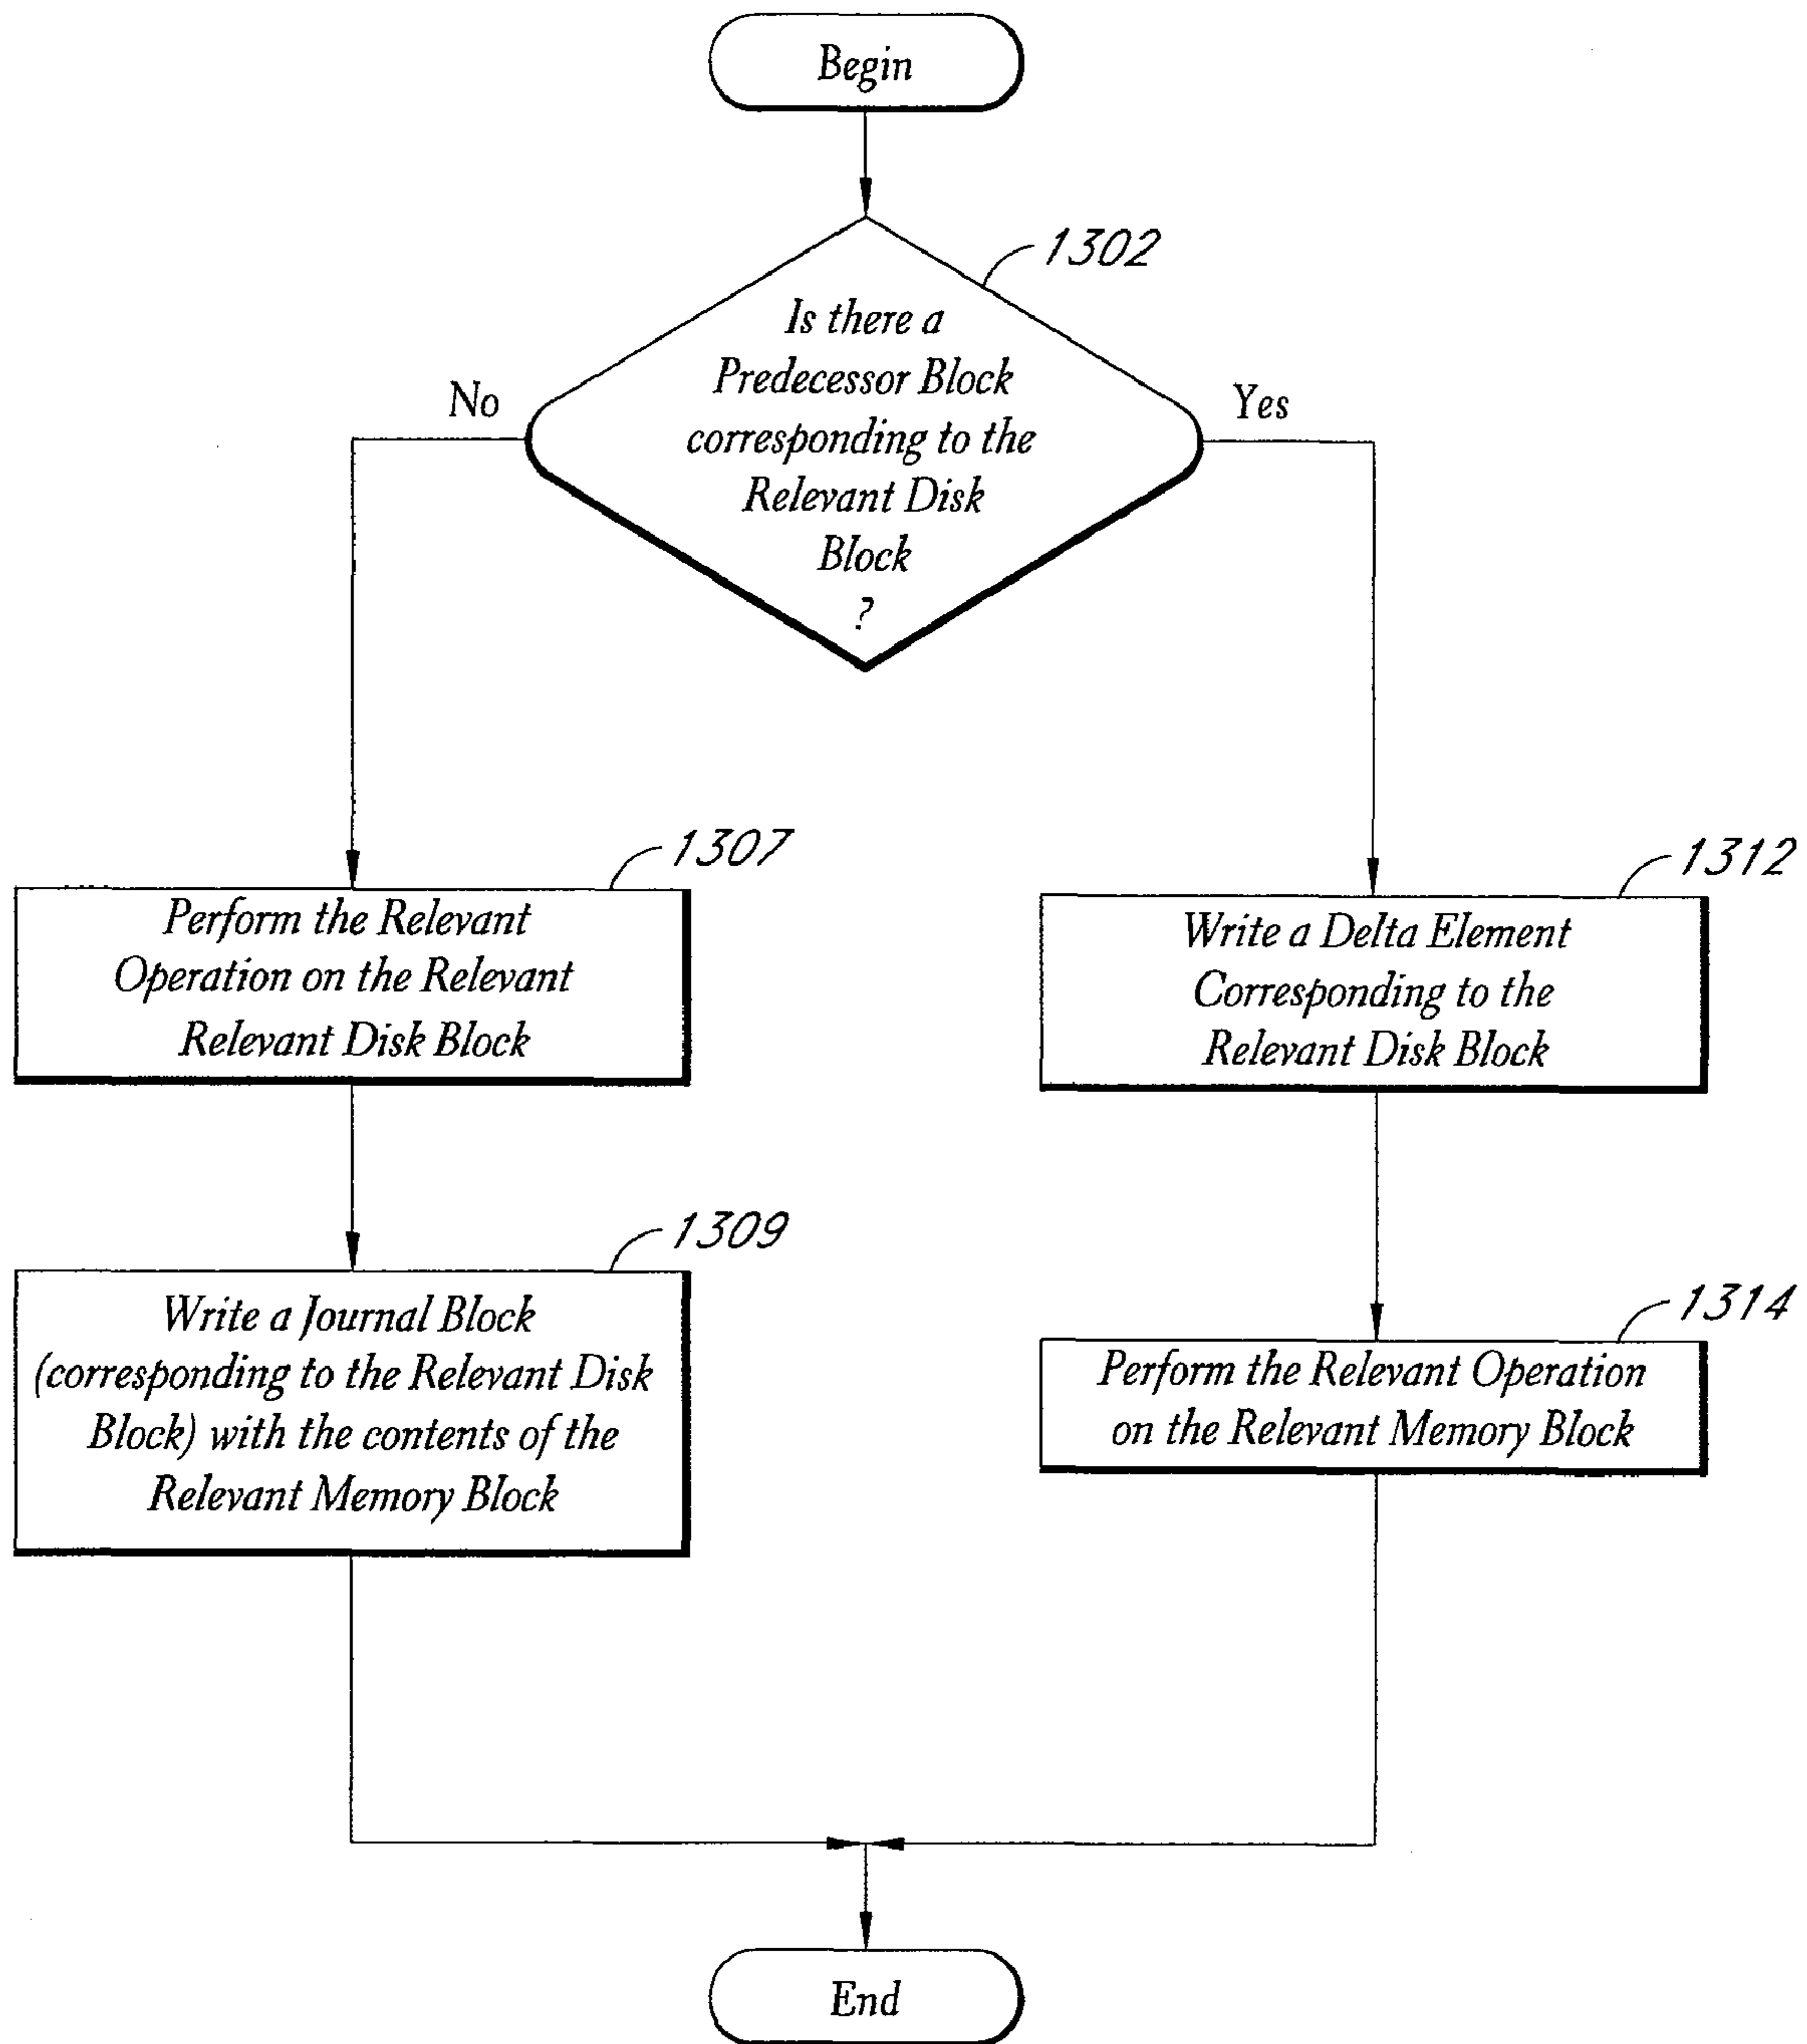 Begin
1302
Is there a
Predecessor Block
corresponding to the
Relevant Disk
Block
?
No
Yes
1307
Perform the Relevant
Operation on the Relevant
Relevant Disk Block
1312
Write a Delta Element
Corresponding to the
Relevant Disk Block
1309
Write a Journal Block
(corresponding to the Relevant Disk
Block) with the contents of the
Relevant Memory Block
1314
Perform the Relevant Operation
on the Relevant Memory Block
End